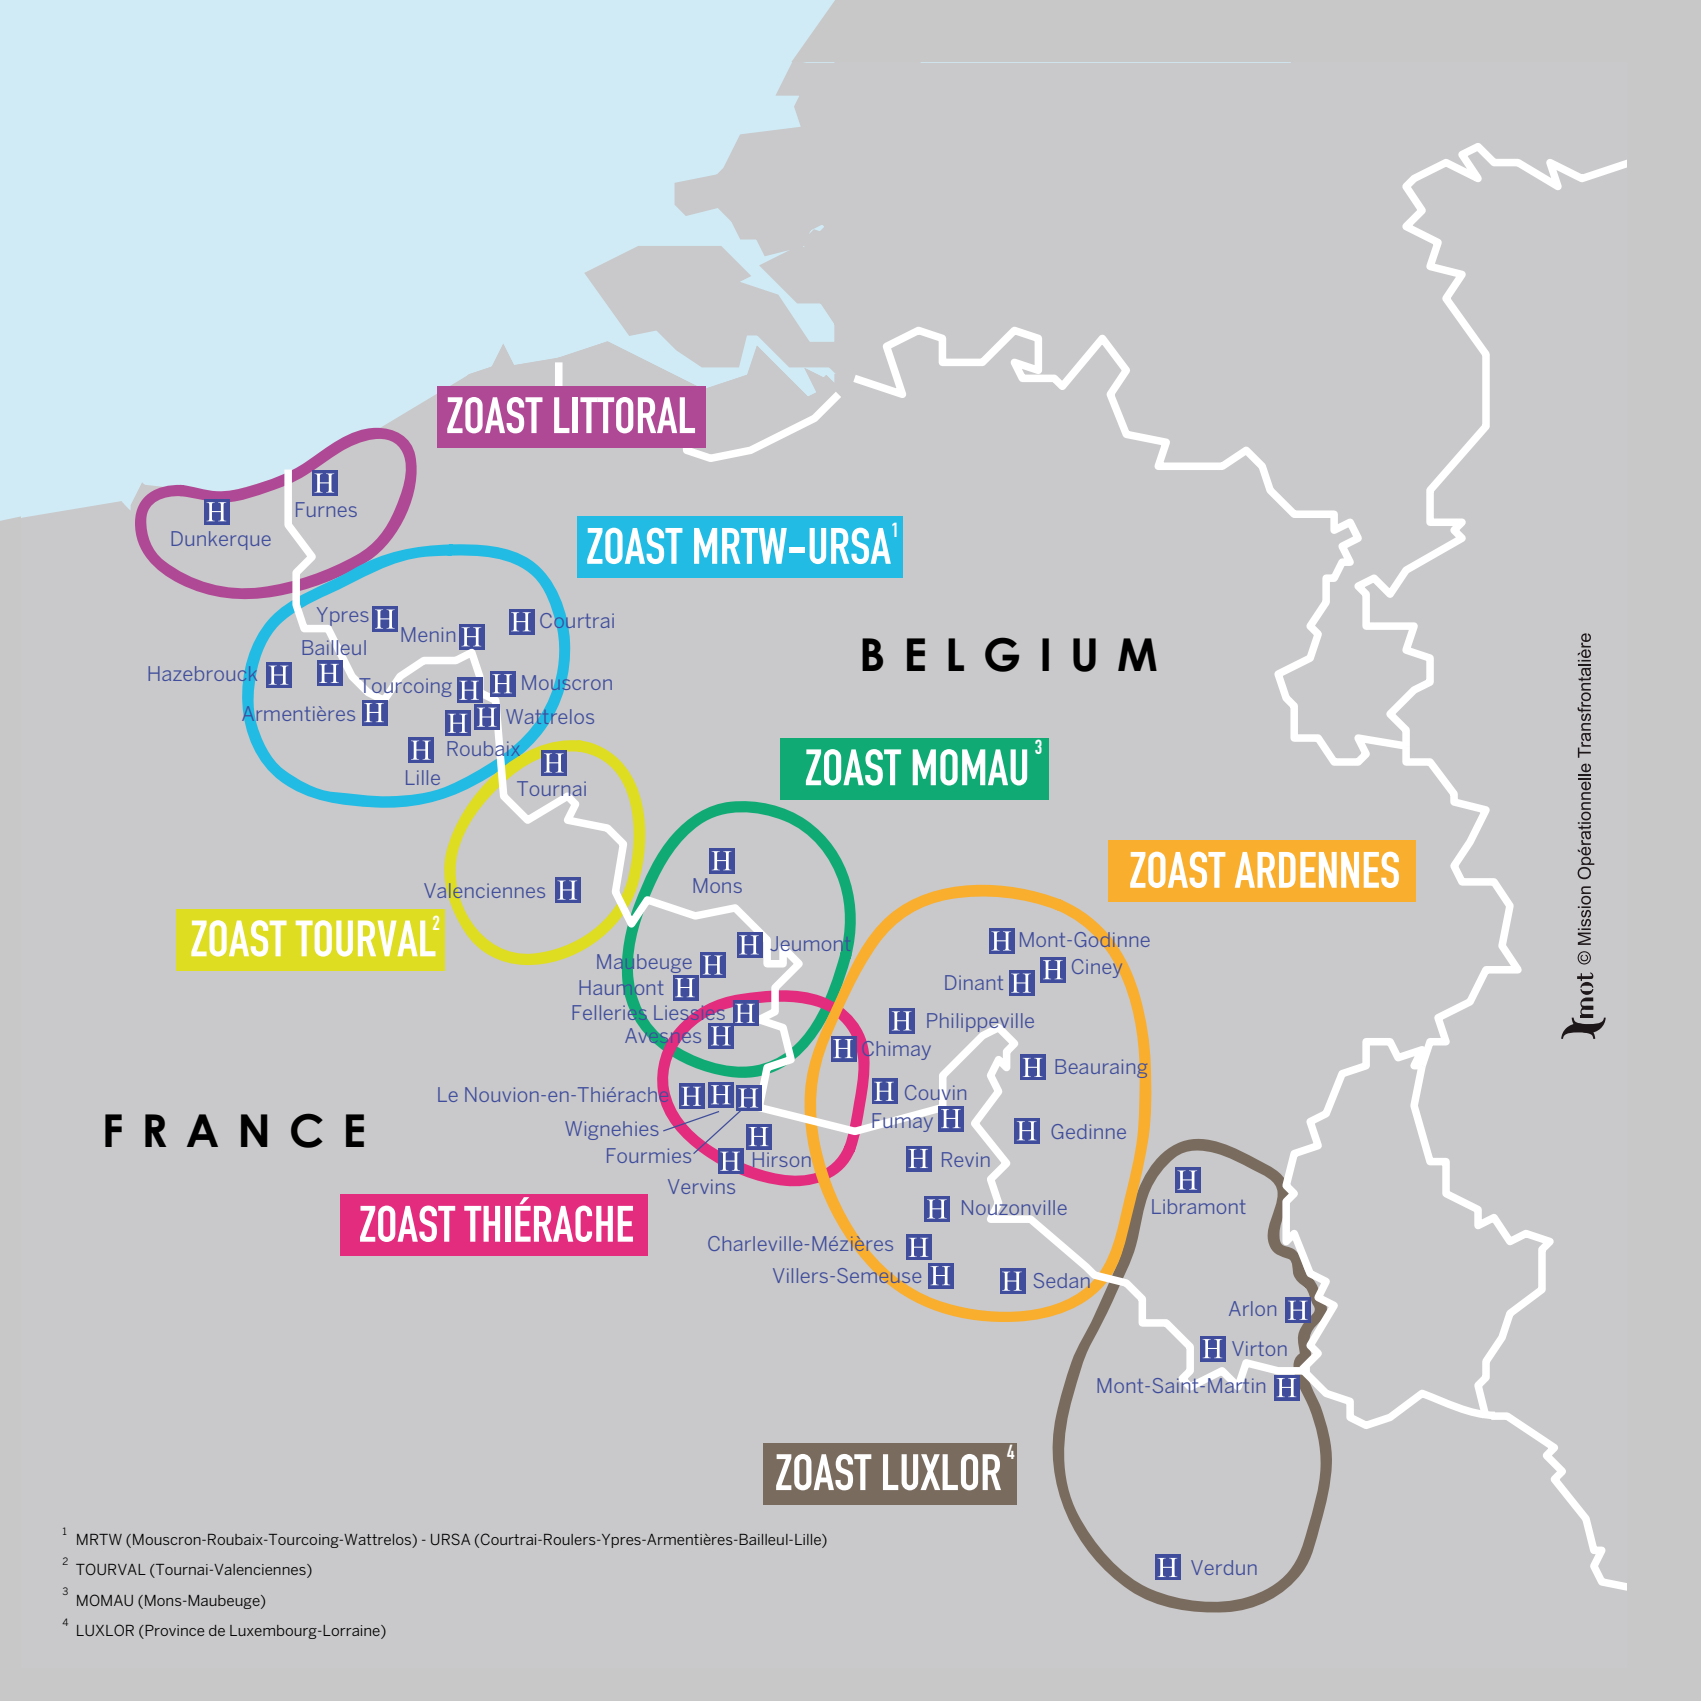 ZOAST LITTORAL
H
Furnes
H
Dunkerque
ZOAST MRTW-URSA¹
Ypres H
Menin H
H Courtrai
Bailleul
H
Hazebrouck H
Tourcoing H
H Mouscron
Armentières H
H
H Wattrelos
Roubaix
H
Lille
BELGIUM
ZOAST MOMAU³
H
Tournai
H
Mons
ZOAST ARDENNES
Valenciennes H
ZOAST TOURVAL²
H Jeumont
Maubeuge H
Haumont H
Felleries Liessies H
Avesnes H
H Mont-Godinne
H Ciney
Dinant H
H Philippeville
H Chimay
H Beauraing
H Couvin
Fumay H
H Gedinne
H Revin
H Nouzonville
Charleville-Mézières H
Villers-Semeuse H
H Sedan
Le Nouvion-en-Thiérache H H H
Wignehies
Fourmies
H
Hirson
H
Vervins
FRANCE
ZOAST THIÉRACHE
H
Libramont
Arlon H
H Virton
Mont-Saint-Martin H
ZOAST LUXLOR⁴
H Verdun
mot © Mission Opérationnelle Transfrontalière
¹ MRTW (Mouscron-Roubaix-Tourcoing-Wattrelos) - URSA (Courtrai-Roulers-Ypres-Armentières-Bailleul-Lille)
² TOURVAL (Tournai-Valenciennes)
³ MOMAU (Mons-Maubeuge)
⁴ LUXLOR (Province de Luxembourg-Lorraine)